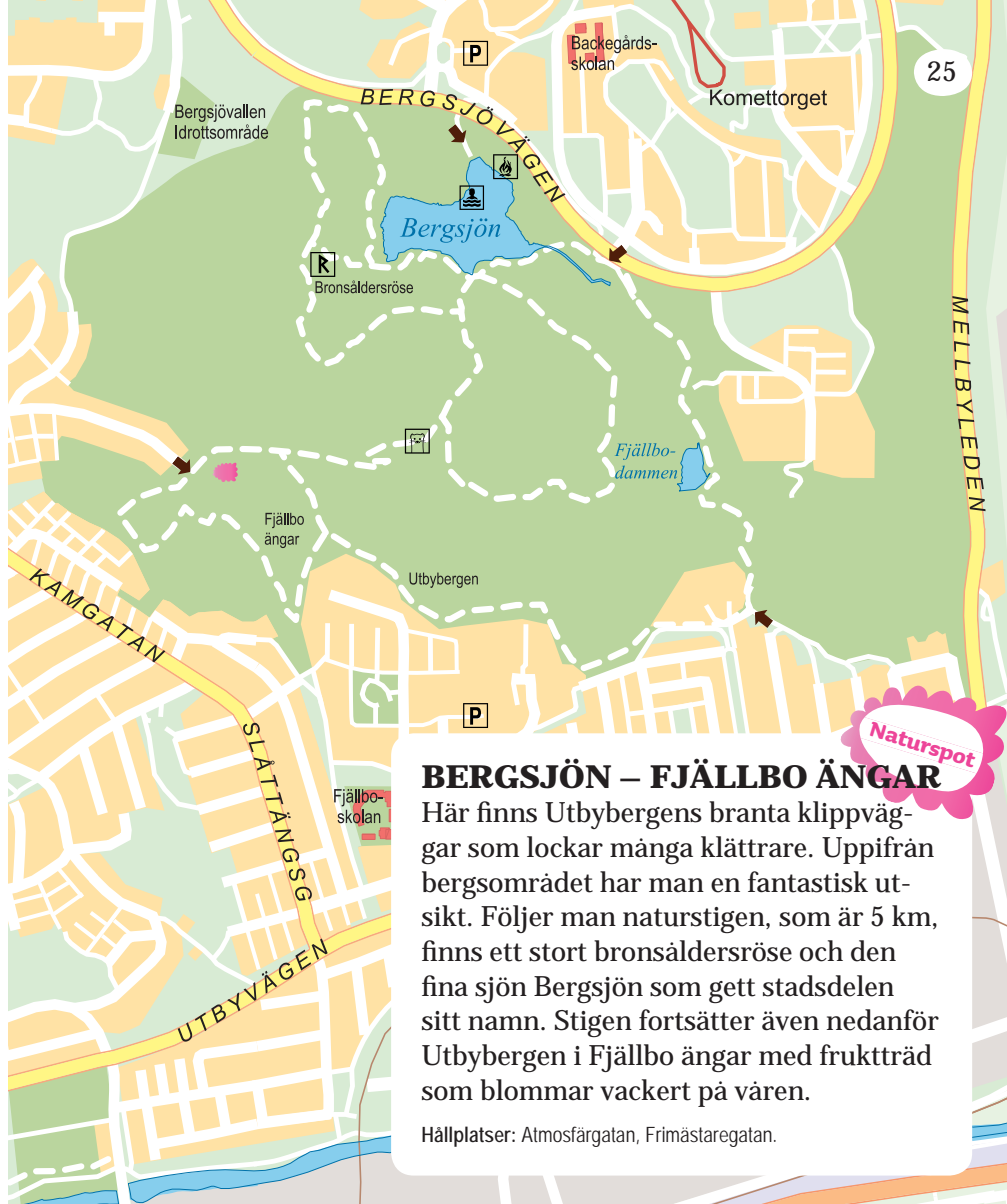 P
Backegårds-
skolan
25
Komettorget
Bergsjövallen
Idrottsområde
BERGSJÖVÄGEN
Bergsjön
R
Bronsåldersröse
MELLBYLEDEN
Fjällbo-
dammen
Fjällbo
ängar
Utbybergen
KAMGATAN
P
SLÅTTÄNGSG
Fjällbo-
skolan
UTBYVÄGEN
Naturspot
BERGSJÖN – FJÄLLBO ÄNGAR
Här finns Utbybergens branta klippväg-
gar som lockar många klättrare. Uppifrån
bergsområdet har man en fantastisk ut-
sikt. Följer man naturstigen, som är 5 km,
finns ett stort bronsåldersröse och den
fina sjön Bergsjön som gett stadsdelen
sitt namn. Stigen fortsätter även nedanför
Utbybergen i Fjällbo ängar med fruktträd
som blommar vackert på våren.
Hållplatser: Atmosfärgatan, Frimästaregatan.